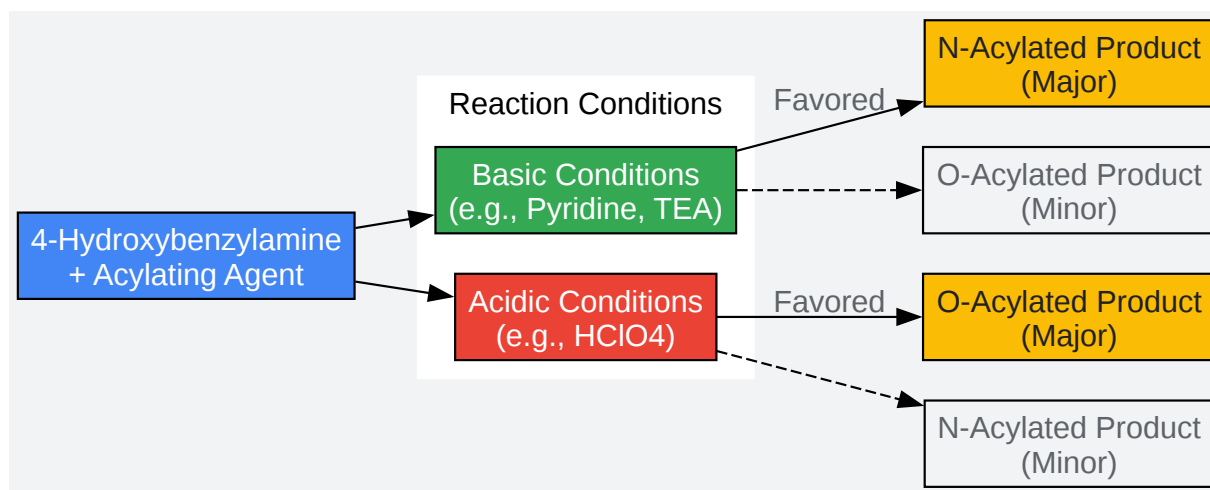 4-Hydroxybenzylamine
+ Acylating Agent
Reaction Conditions
Basic Conditions
(e.g., Pyridine, TEA)
Acidic Conditions
(e.g., HClO4)
Favored
Favored
N-Acylated Product
(Major)
O-Acylated Product
(Minor)
O-Acylated Product
(Major)
N-Acylated Product
(Minor)